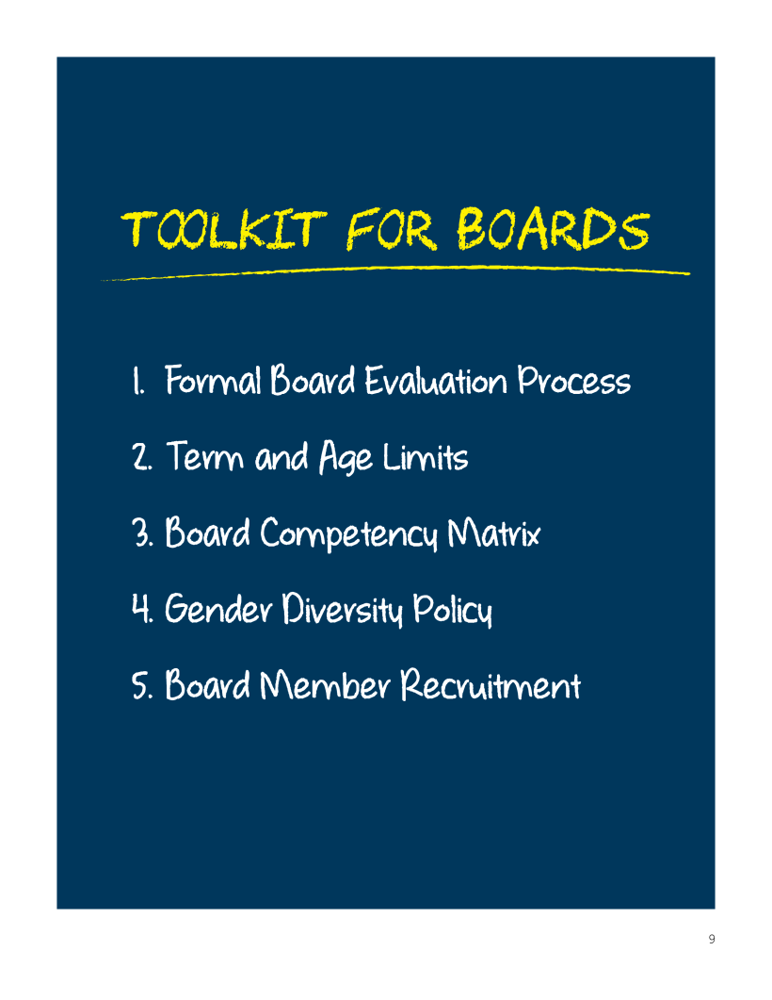 TOOLKIT FOR BOARDS
1. Formal Board Evaluation Process
2. Term and Age Limits
3. Board Competency Matrix
4. Gender Diversity Policy
5. Board Member Recruitment
9